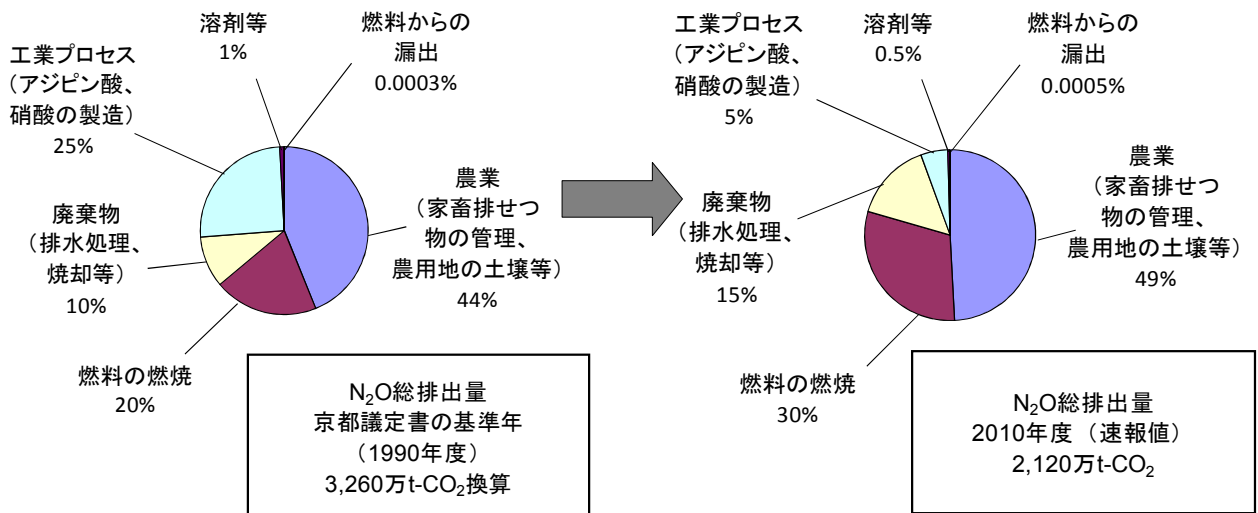 溶剤等
1%
燃料からの
漏出
0.0003%
工業プロセス
（アジピン酸、
硝酸の製造）
25%
農業
（家畜排せつ
物の管理、
農用地の土壌等）
44%
廃棄物
（排水処理、
焼却等）
10%
燃料の燃焼
20%
N₂O総排出量
京都議定書の基準年
（1990年度）
3,260万t-CO₂換算
工業プロセス
（アジピン酸、
硝酸の製造）
5%
溶剤等
0.5%
燃料からの
漏出
0.0005%
農業
（家畜排せつ
物の管理、
農用地の土壌等）
49%
廃棄物
（排水処理、
焼却等）
15%
燃料の燃焼
30%
N₂O総排出量
2010年度（速報値）
2,120万t-CO₂